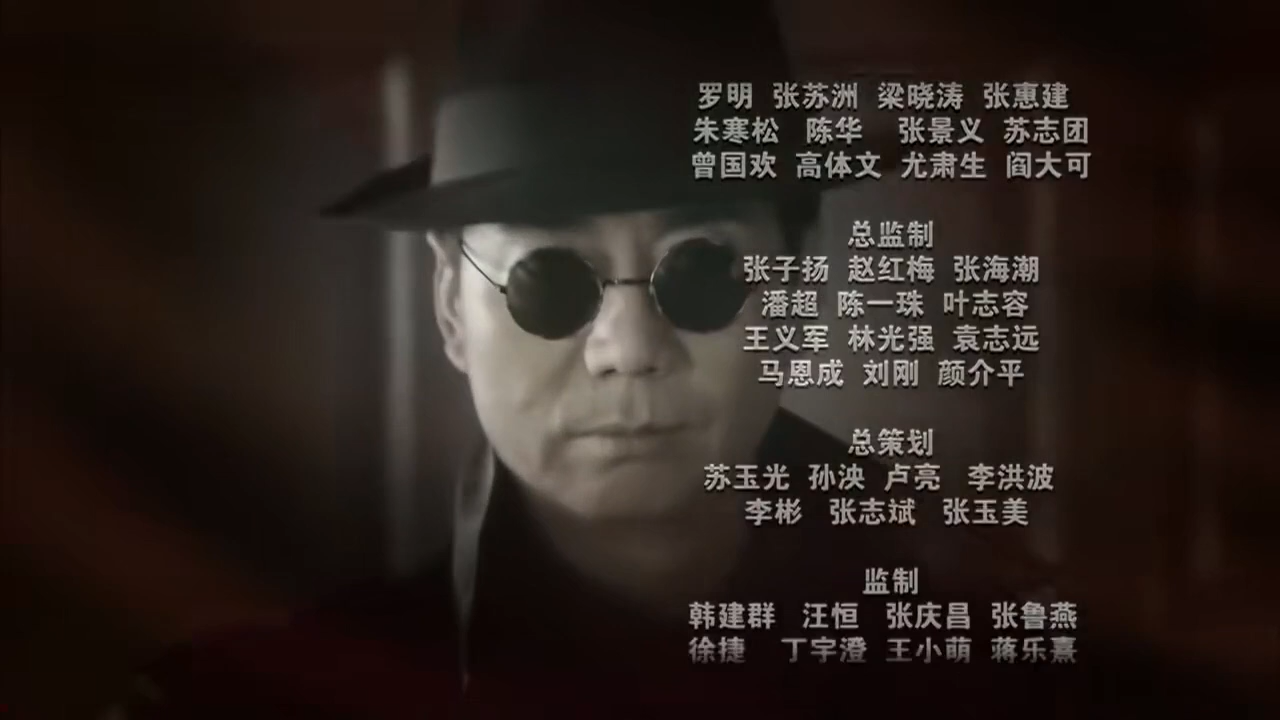 罗明 张苏洲 梁晓涛 张惠建
朱寒松 陈华 张景义 苏志团
曾国欢 高体文 尤肃生 阎大可
总监制
张子扬 赵红梅 张海潮
潘超 陈一珠 叶志容
王义军 林光强 袁志远
马恩成 刘刚 颜介平
总策划
苏玉光 孙泱 卢亮 李洪波
李彬 张志斌 张玉美
监制
韩建群 汪恒 张庆昌 张鲁燕
徐捷 丁宇澄 王小萌 蒋乐熹